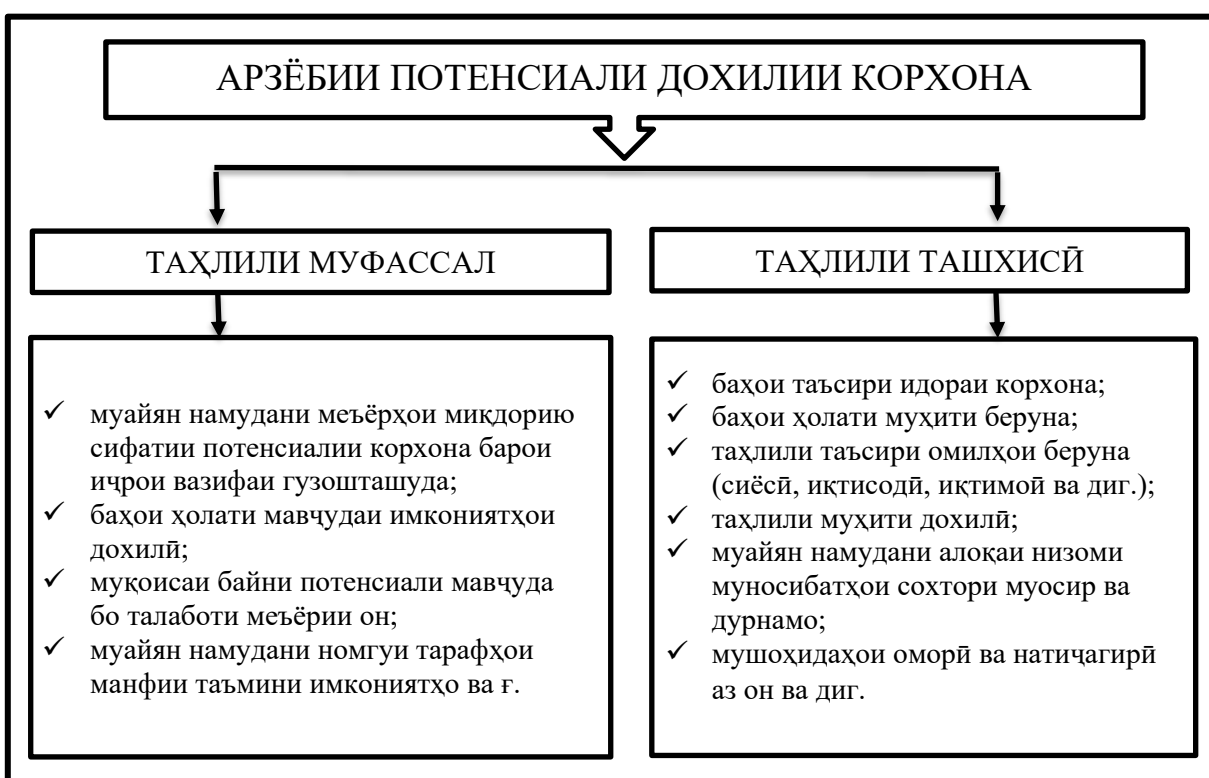 АРЗЁБИИ ПОТЕНСИАЛИ ДОХИЛИИ КОРХОНА
ТАҲЛИЛИ МУФАССАЛ
✓ муайян намудани меъёрҳои миқдорию
сифатии потенсиалии корхона барои
иҷрои вазифаи гузошташуда;
✓ баҳои ҳолати мавҷудаи имкониятҳои
дохилӣ;
✓ муқоисаи байни потенсиали мавҷуда
бо талаботи меъёрии он;
✓ муайян намудани номгуи тарафҳои
манфии таъмини имкониятҳо ва ғ.
ТАҲЛИЛИ ТАШХИСӢ
✓ баҳои таъсири идораи корхона;
✓ баҳои ҳолати муҳити беруна;
✓ таҳлили таъсири омилҳои беруна
(сиёсӣ, иқтисодӣ, иқтимоӣ ва диг.);
✓ таҳлили муҳити дохилӣ;
✓ муайян намудани алоқаи низоми
муносибатҳои сохтори муосир ва
дурнамо;
✓ мушоҳидаҳои оморӣ ва натиҷагирӣ
аз он ва диг.